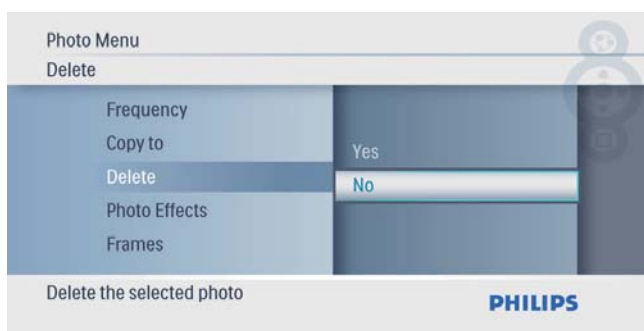 Photo Menu
Delete
Frequency
Copy to
Delete
Photo Effects
Frames
Yes
No
Delete the selected photo
PHILIPS